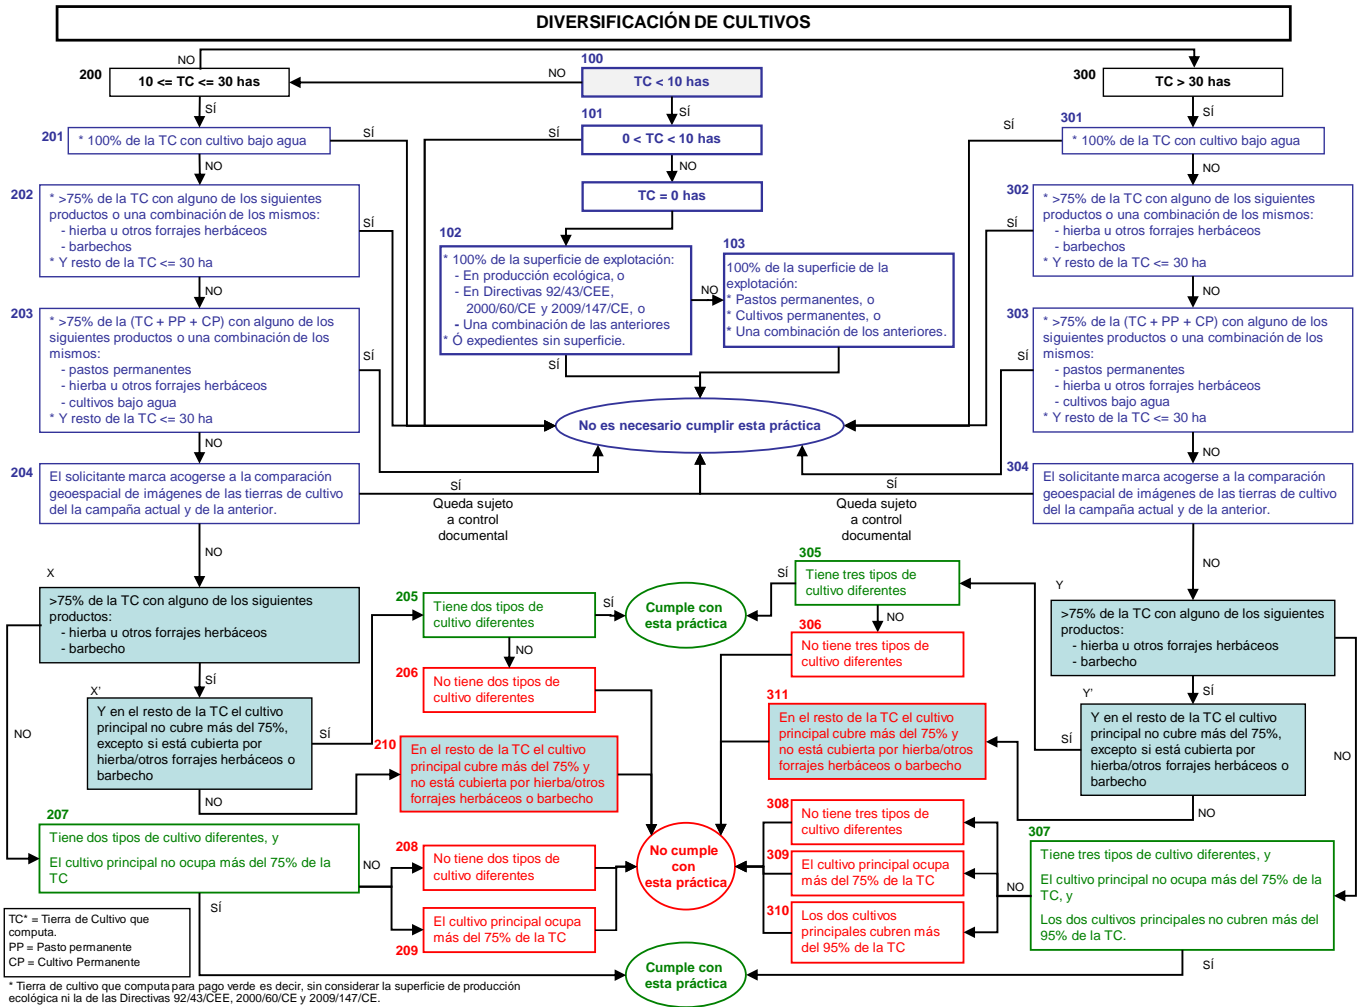 DIVERSIFICACIÓN DE CULTIVOS
NO
100
200
10 <= TC <= 30 has
NO
TC < 10 has
300
TC > 30 has
SÍ
SÍ
SÍ
101
201
* 100% de la TC con cultivo bajo agua
SÍ
SÍ
0 < TC < 10 has
SÍ
301
* 100% de la TC con cultivo bajo agua
NO
NO
NO
TC = 0 has
202
* >75% de la TC con alguno de los siguientes
productos o una combinación de los mismos:
- hierba u otros forrajes herbáceos
- barbechos
* Y resto de la TC <= 30 ha
SÍ
302
* >75% de la TC con alguno de los siguientes
productos o una combinación de los mismos:
- hierba u otros forrajes herbáceos
- barbechos
* Y resto de la TC <= 30 ha
SÍ
102
* 100% de la superficie de explotación:
- En producción ecológica, o
- En Directivas 92/43/CEE,
2000/60/CE y 2009/147/CE, o
- Una combinación de las anteriores
* Ó expedientes sin superficie.
NO
103
100% de la superficie de la
explotación:
* Pastos permanentes, o
* Cultivos permanentes, o
* Una combinación de los anteriores.
SÍ
SÍ
NO
NO
203
* >75% de la (TC + PP + CP) con alguno de los
siguientes productos o una combinación de los
mismos:
- pastos permanentes
- hierba u otros forrajes herbáceos
- cultivos bajo agua
* Y resto de la TC <= 30 ha
SÍ
303
* >75% de la (TC + PP + CP) con alguno de los
siguientes productos o una combinación de los
mismos:
- pastos permanentes
- hierba u otros forrajes herbáceos
- cultivos bajo agua
* Y resto de la TC <= 30 ha
SÍ
No es necesario cumplir esta práctica
NO
NO
204
El solicitante marca acogerse a la comparación
geoespacial de imágenes de las tierras de cultivo
del la campaña actual y de la anterior.
SÍ
Queda sujeto
a control
documental
SÍ
Queda sujeto
a control
documental
304
El solicitante marca acogerse a la comparación
geoespacial de imágenes de las tierras de cultivo
del la campaña actual y de la anterior.
NO
NO
X
>75% de la TC con alguno de los siguientes
productos:
- hierba u otros forrajes herbáceos
- barbecho
205
Tiene dos tipos de
cultivo diferentes
SÍ
Cumple con
esta práctica
SÍ
305
Tiene tres tipos de
cultivo diferentes
Y
>75% de la TC con alguno de los siguientes
productos:
- hierba u otros forrajes herbáceos
- barbecho
NO
NO
206
No tiene dos tipos de
cultivo diferentes
306
No tiene tres tipos de
cultivo diferentes
SÍ
SÍ
X'
Y en el resto de la TC el cultivo
principal no cubre más del 75%,
excepto si está cubierta por
hierba/otros forrajes herbáceos o
barbecho
SÍ
NO
NO
210
En el resto de la TC el cultivo
principal cubre más del 75% y
no está cubierta por hierba/otros
forrajes herbáceos o barbecho
311
En el resto de la TC el cultivo
principal cubre más del 75% y
no está cubierta por hierba/otros
forrajes herbáceos o barbecho
SÍ
Y'
Y en el resto de la TC el cultivo
principal no cubre más del 75%,
excepto si está cubierta por
hierba/otros forrajes herbáceos o
barbecho
NO
NO
207
Tiene dos tipos de cultivo diferentes, y
El cultivo principal no ocupa más del 75% de la
TC
NO
208
No tiene dos tipos de
cultivo diferentes
El cultivo principal ocupa
más del 75% de la TC
209
No cumple
con
esta práctica
308
No tiene tres tipos de
cultivo diferentes
309
El cultivo principal ocupa
más del 75% de la TC
310
Los dos cultivos
principales cubren más
del 95% de la TC
NO
307
Tiene tres tipos de cultivo diferentes, y
El cultivo principal no ocupa más del 75% de la
TC, y
Los dos cultivos principales no cubren más del
95% de la TC.
SÍ
SÍ
Cumple con
esta práctica
TC* = Tierra de Cultivo que
computa.
PP = Pasto permanente
CP = Cultivo Permanente
* Tierra de cultivo que computa para pago verde es decir, sin considerar la superficie de producción
ecológica ni la de las Directivas 92/43/CEE, 2000/60/CE y 2009/147/CE.